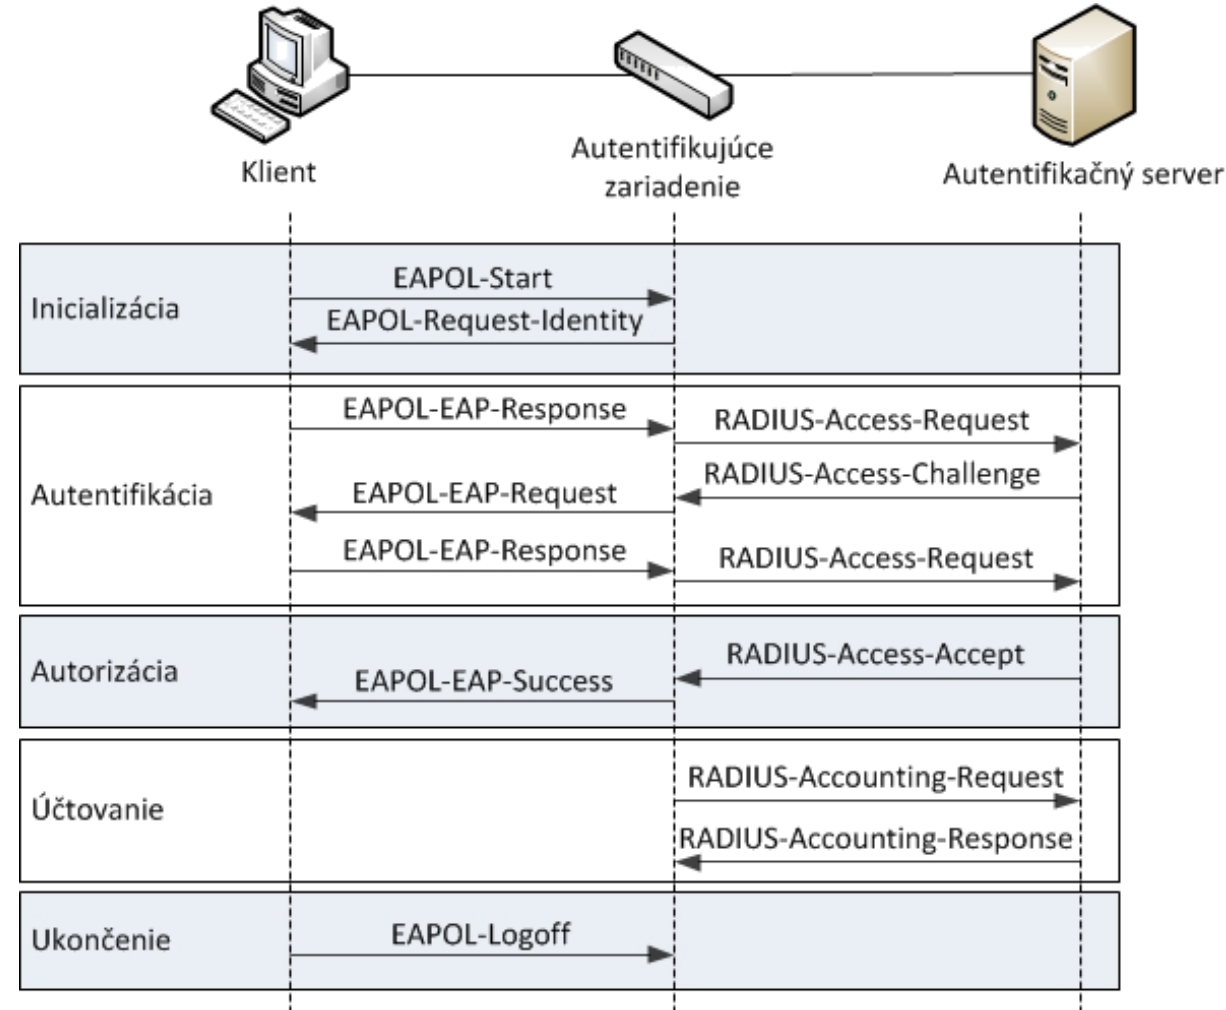 Klient
Autentifikujúce
zariadenie
Autentifikačný server
Inicializácia
EAPOL-Start
EAPOL-Request-Identity
Autentifikácia
EAPOL-EAP-Response
RADIUS-Access-Request
RADIUS-Access-Challenge
EAPOL-EAP-Request
EAPOL-EAP-Response
RADIUS-Access-Request
Autorizácia
RADIUS-Access-Accept
EAPOL-EAP-Success
Účtovanie
RADIUS-Accounting-Request
RADIUS-Accounting-Response
Ukončenie
EAPOL-Logoff